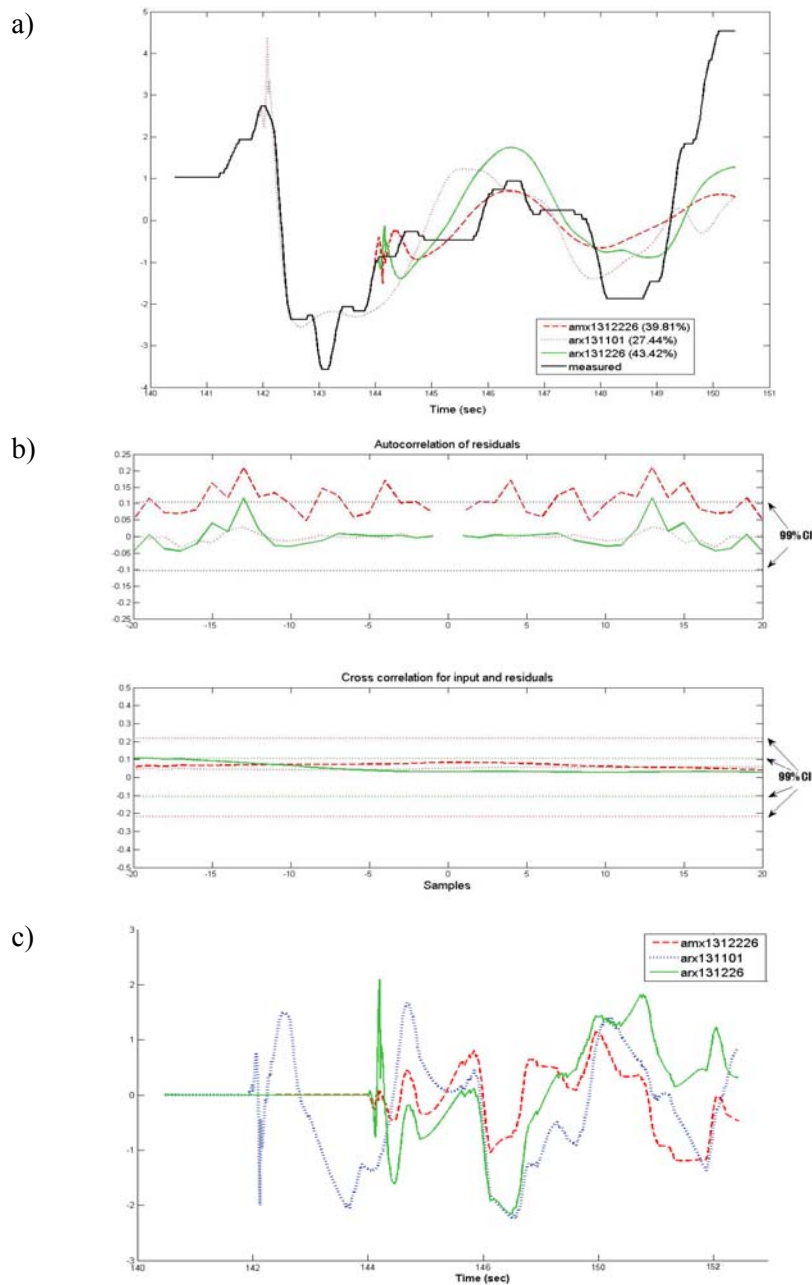 a)
5
4
3
2
1
0
-1
-2
-3
-4
140 141 142 143 144 145 146 147 148 149 150 151
Time (sec)
amx1312226 (39.81%)
arx131101 (27.44%)
arx131226 (43.42%)
measured
b)
Autocorrelation of residuals
0.25
0.2
0.15
0.1
0.05
0
-0.05
-0.1
-0.15
-0.2
-0.25
-20 -15 -10 -5 0 5 10 15 20
99% CI
Cross correlation for input and residuals
0.5
0.4
0.3
0.2
0.1
0
-0.1
-0.2
-0.3
-0.4
-0.5
-20 -15 -10 -5 0 5 10 15 20
Samples
99% CI
c)
3
2
1
0
-1
-2
-3
140 142 144 146 150 152
Time (sec)
amx1312226
arx131101
arx131226